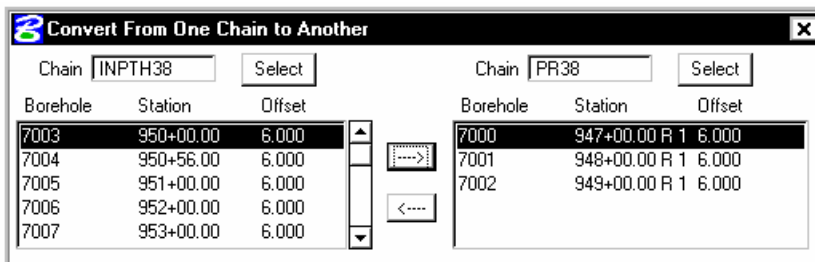 Convert From One Chain to Another
Chain INPTH38 Select Chain PR38 Select
Borehole Station Offset Borehole Station Offset
7003 950+00.00 6.000 7000 947+00.00 R 1 6.000
7004 950+56.00 6.000 7001 948+00.00 R 1 6.000
7005 951+00.00 6.000 7002 949+00.00 R 1 6.000
7006 952+00.00 6.000
7007 953+00.00 6.000
---->
<----